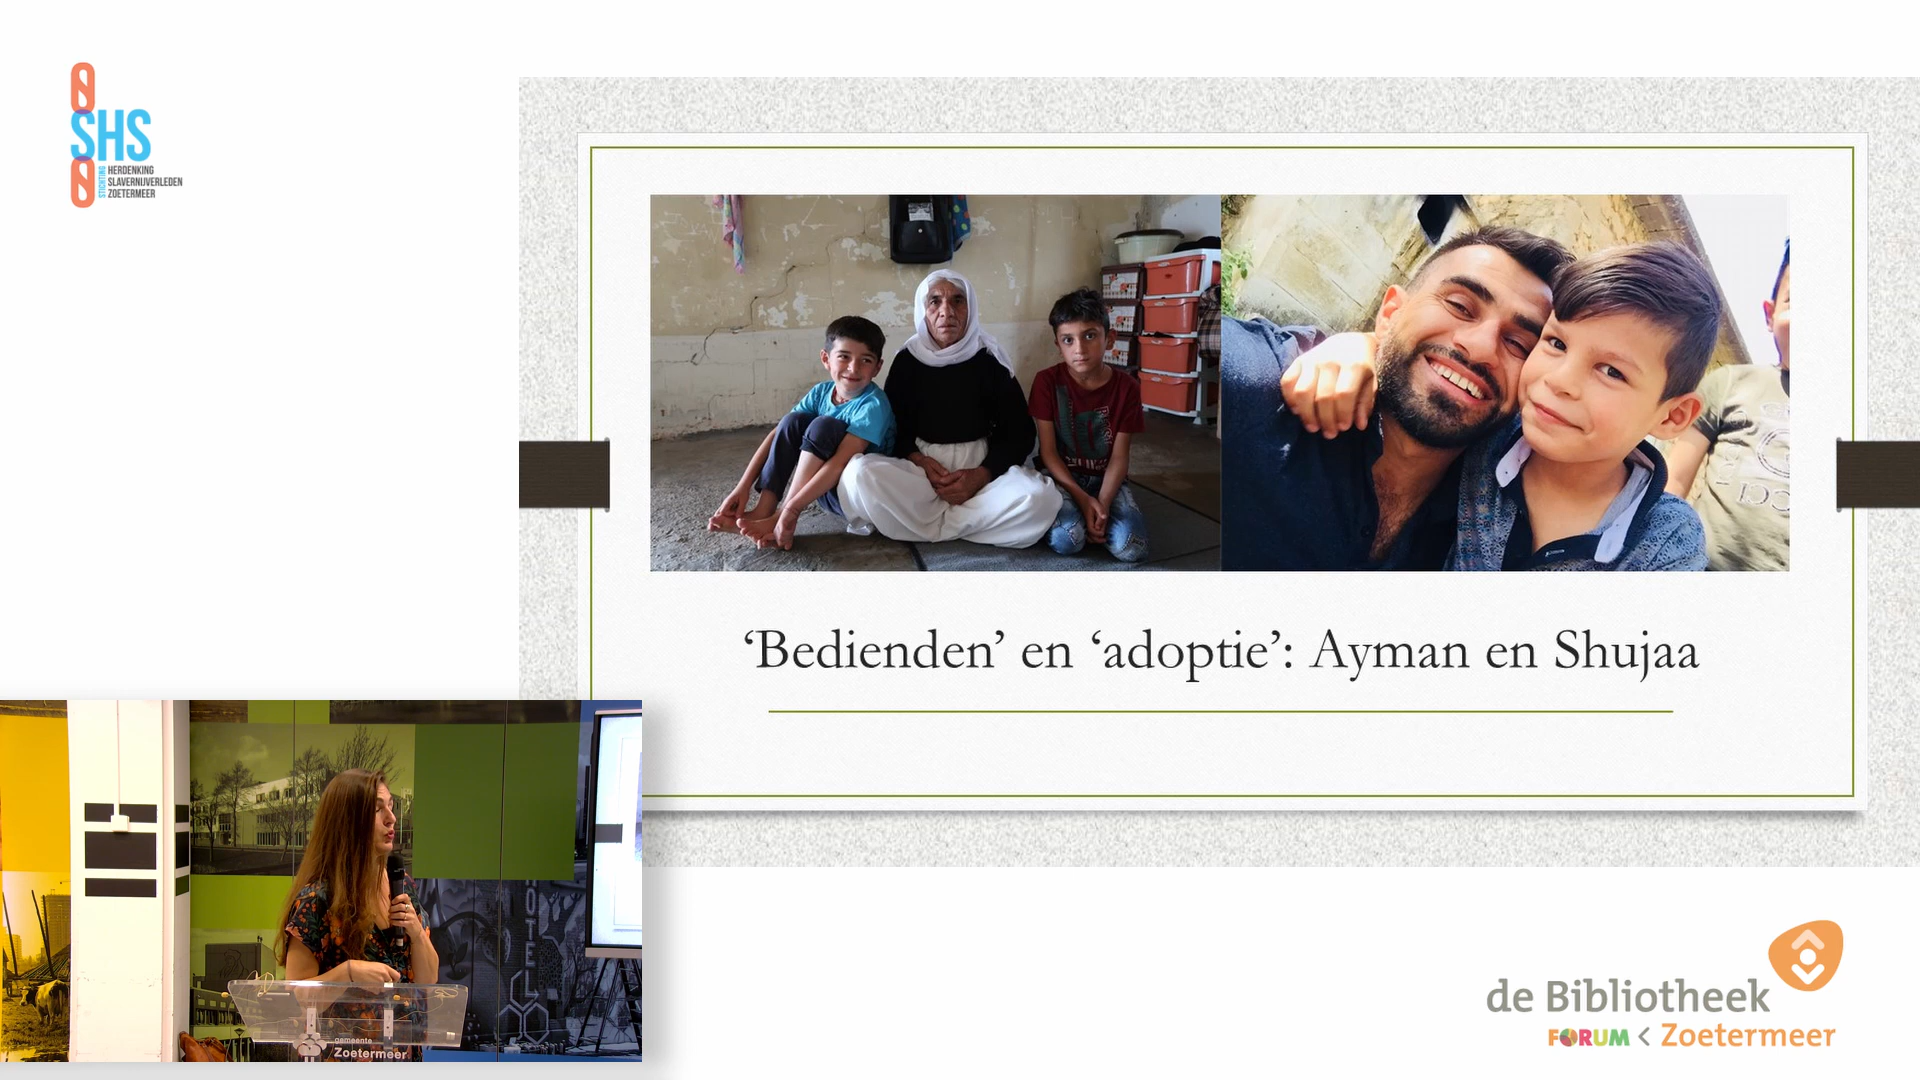 SHS
STICHTING
HERDENKING
SLAVERNIJVERLEDEN
ZOETERMEER
‘Bedienden’ en ‘adoptie’: Ayman en Shujaa
HOTEL
gemeente
Zoetermeer
de Bibliotheek
FORUM < Zoetermeer